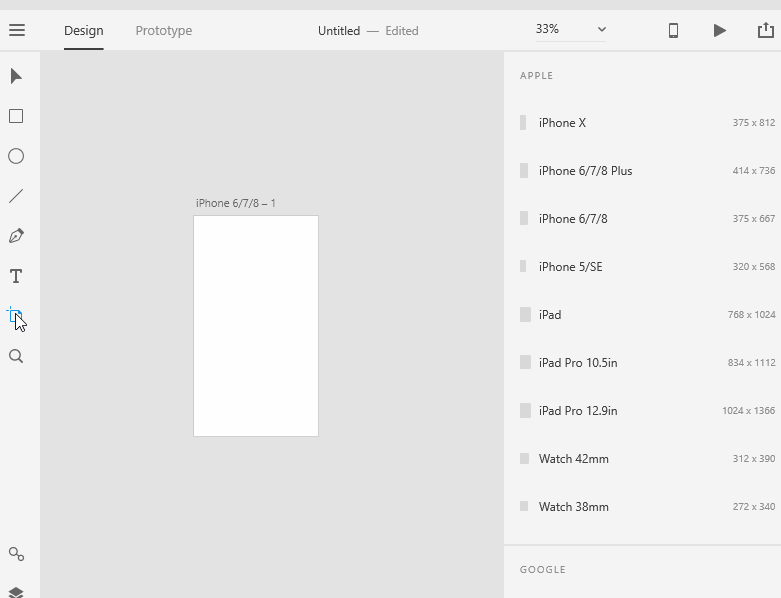 Design Prototype Untitled — Edited 33%
APPLE
iPhone X 375 x 812
iPhone 6/7/8 Plus 414 x 736
iPhone 6/7/8 – 1
iPhone 6/7/8 375 x 667
iPhone 5/SE 320 x 568
iPad 768 x 1024
iPad Pro 10.5in 834 x 1112
iPad Pro 12.9in 1024 x 1366
Watch 42mm 312 x 390
Watch 38mm 272 x 340
GOOGLE